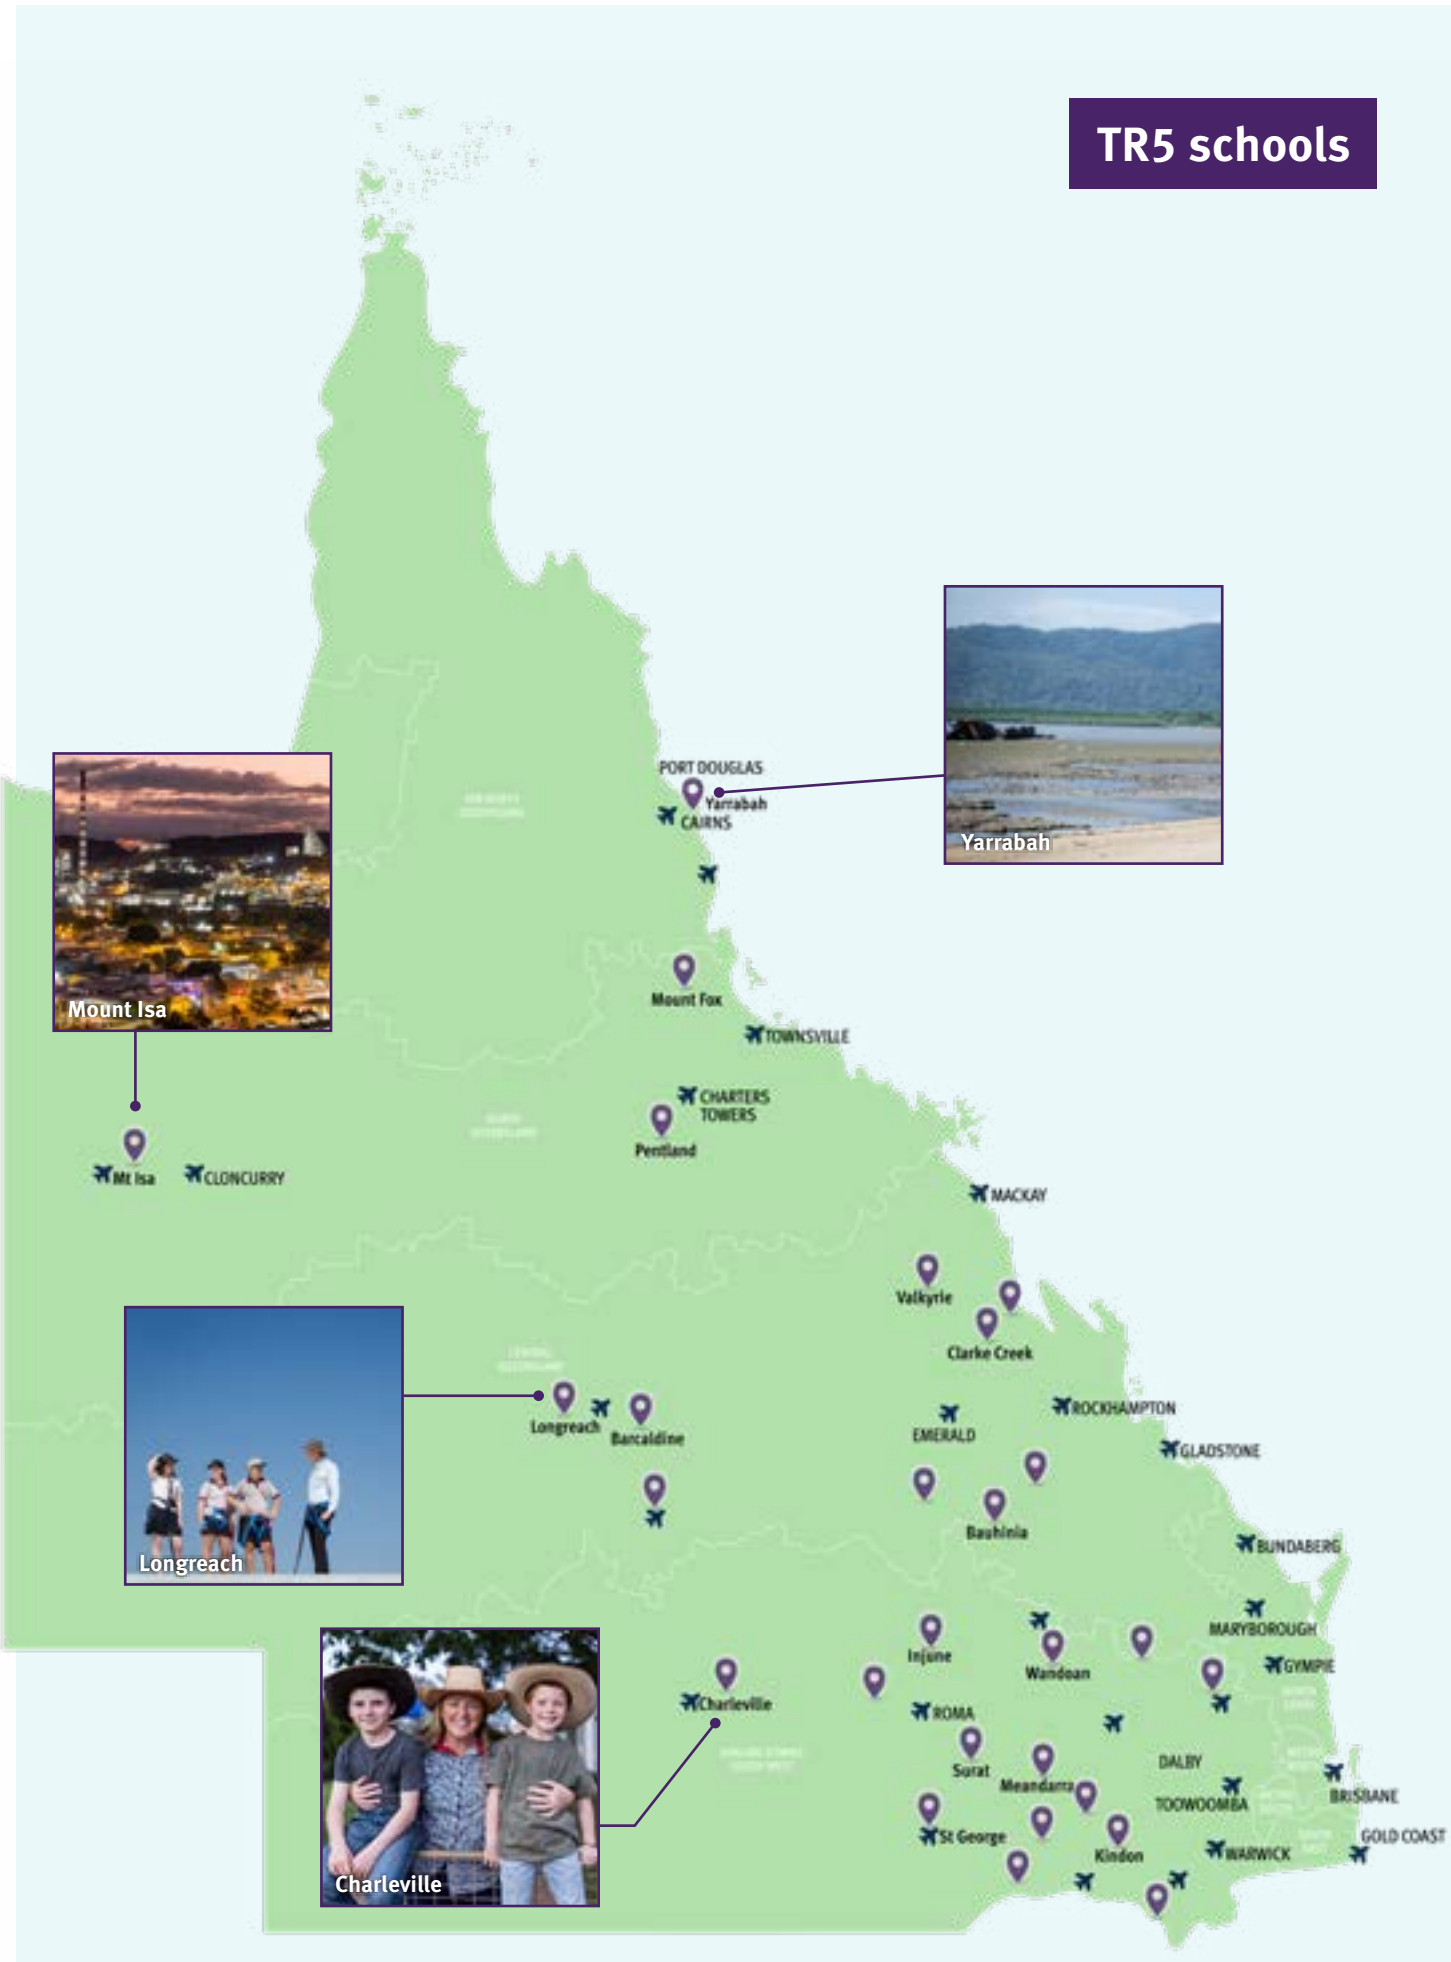 TR5 schools
PORT DOUGLAS
Yarrabah
CAIRNS
Yarrabah
Mount Isa
Mount Fox
TOWNSVILLE
CHARTERS
TOWERS
Pentland
Mt Isa
CLONCURRY
MACKAY
Valkyrie
Clarke Creek
Longreach
Barcaldine
EMERALD
ROCKHAMPTON
GLADSTONE
Bauhinia
Longreach
BUNDABERG
MARYBOROUGH
Injune
Wandoan
GYMPIE
Charleville
ROMA
Surat
Meandarra
DALBY
TOOWOOMBA
BRISBANE
St George
Kindon
WARWICK
GOLD COAST
Charleville